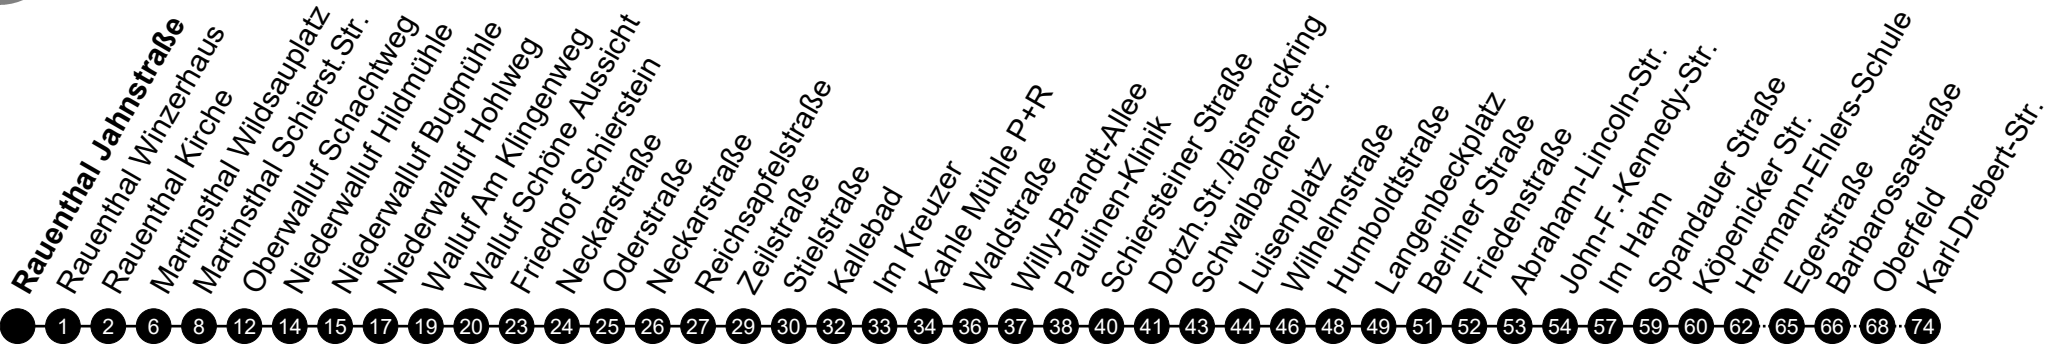 Rauenthal Jahnstraße
Rauenthal Winzerhaus
Rauenthal Kirche
Martinsthal Wildsauplatz
Martinsthal Schierst.Str.
Oberwalluf Schachtweg
Niederwalluf Hildmühle
Niederwalluf Bugmühle
Niederwalluf Hohlweg
Walluf Am Klingenweg
Walluf Schöne Aussicht
Friedhof Schierstein
Neckarstraße
Oderstraße
Neckarstraße
Reichsapfelstraße
Zeilstraße
Stielstraße
Kallebad
Im Kreuzer
Kahle Mühle P+R
Waldstraße
Willy-Brandt-Allee
Paulinen-Klinik
Schiersteiner Straße
Dotzh.Str./Bismarckring
Schwalbacher Str.
Luisenplatz
Wilhelmstraße
Humboldtstraße
Langenbeckplatz
Berliner Straße
Friedenstraße
Abraham-Lincoln-Str.
John-F.-Kennedy-Str.
Im Hahn
Spandauer Straße
Köpenicker Str.
Hermann-Ehlers-Schule
Egerstraße
Barbarossastraße
Oberfeld
Karl-Drebert-Str.
1 2 6 8 12 14 15 17 19 20 23 24 25 26 27 29 30 32 33 34 36 37 38 40 41 43 44 46 48 49 51 52 53 54 57 59 60 62 65 66 68 74